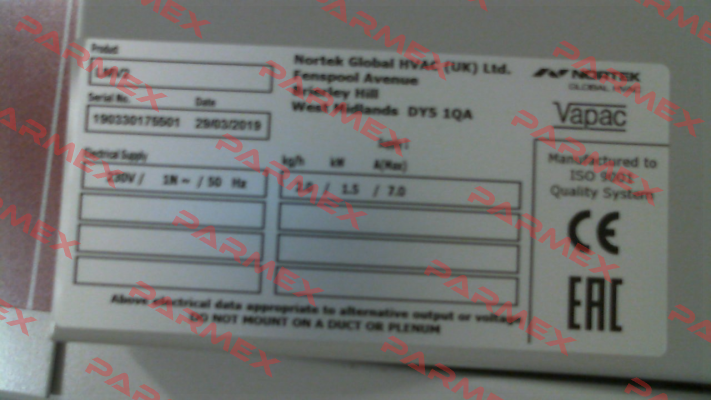 Product
LMV2
Serial No.
Date
190330175501 29/03/2019
Electrical Supply
230V / 1N ~ / 50 Hz
Nortek Global HVAC (UK) Ltd.
Fenspool Avenue
Brierley Hill
West Midlands DY5 1QA
Supply 1
kg/h kW A(Max)
2.0 / 1.5 / 7.0
NORTEK
GLOBAL HVAC
Vapac
Manufactured to
ISO 9001
Quality System
CE
EAC
Above electrical data appropriate to alternative output or voltage
DO NOT MOUNT ON A DUCT OR PLENUM
PARMEX